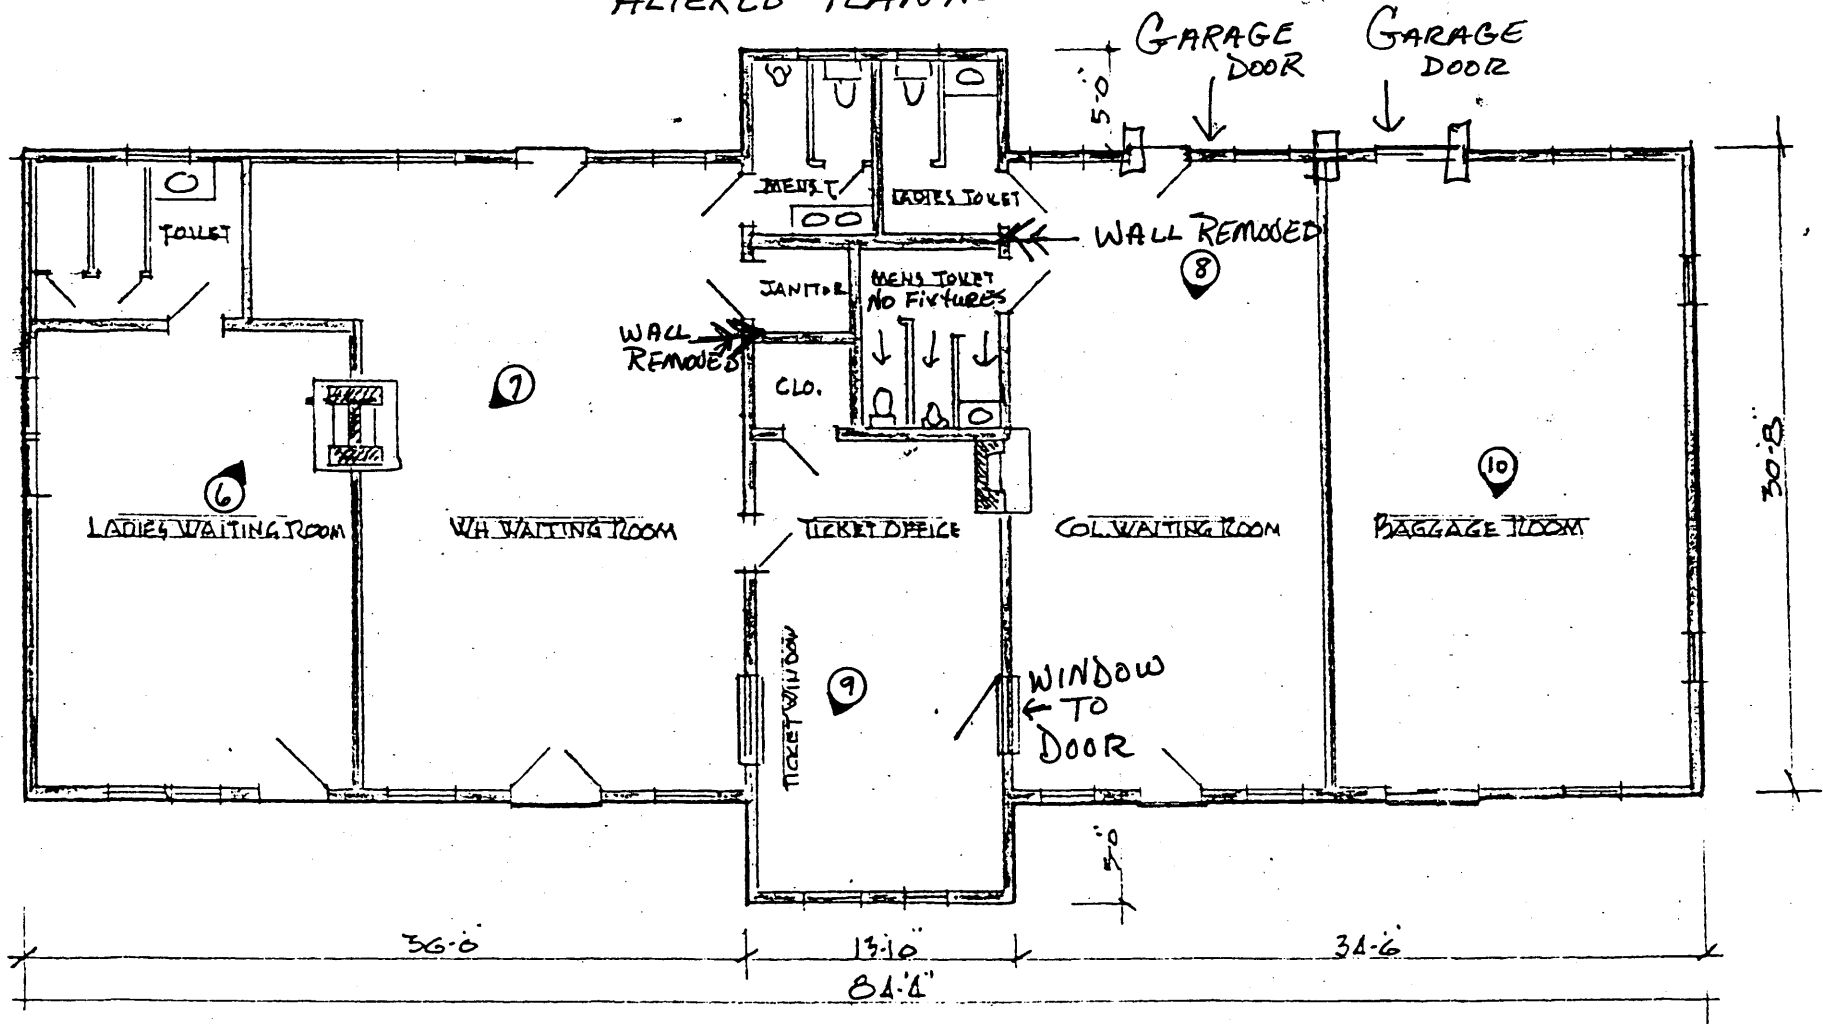 ALTERED PLAN
GARAGE
DOOR
GARAGE
DOOR
5'-0"
MENS T.
LADIES TOILET
TOILET
WALL REMOVED
8
JANITOR
MENS TOILET
NO FIXTURES
WALL
REMOVED
7
CLO.
6
10
30'-8"
LADIES WAITING ROOM
WH. WAITING ROOM
TICKET OFFICE
COL. WAITING ROOM
BAGGAGE ROOM
TICKET WINDOW
9
WINDOW
TO
DOOR
5'-0"
36'-0"
13'-10"
34'-6"
84'-4"